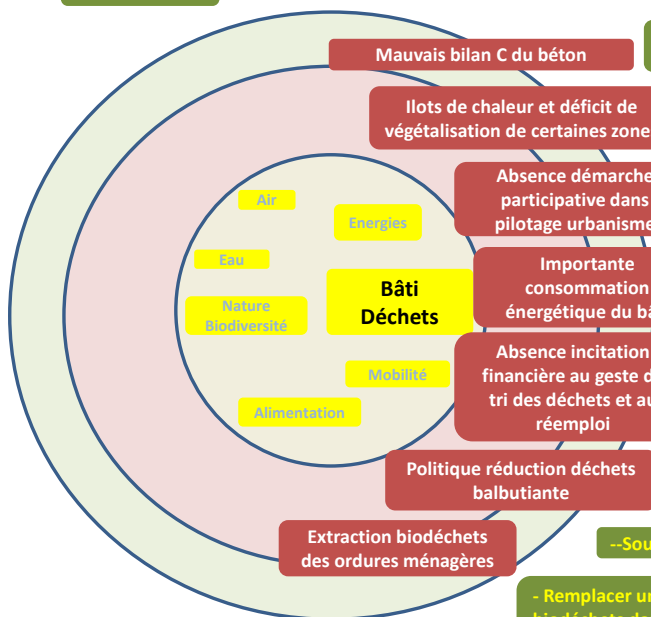 Mauvais bilan C du béton
Ilots de chaleur et déficit de
végétalisation de certaines zone
Absence démarche
participative dans
pilotage urbanisme
Importante
consommation
énergétique du bâ
Absence incitation
financière au geste d
tri des déchets et au
réemploi
Politique réduction déchets
balbutiante
Extraction biodéchets
des ordures ménagères
Air
Energies
Eau
Nature
Biodiversité
Bâti
Déchets
Mobilité
Alimentation
--Sou
- Remplacer un